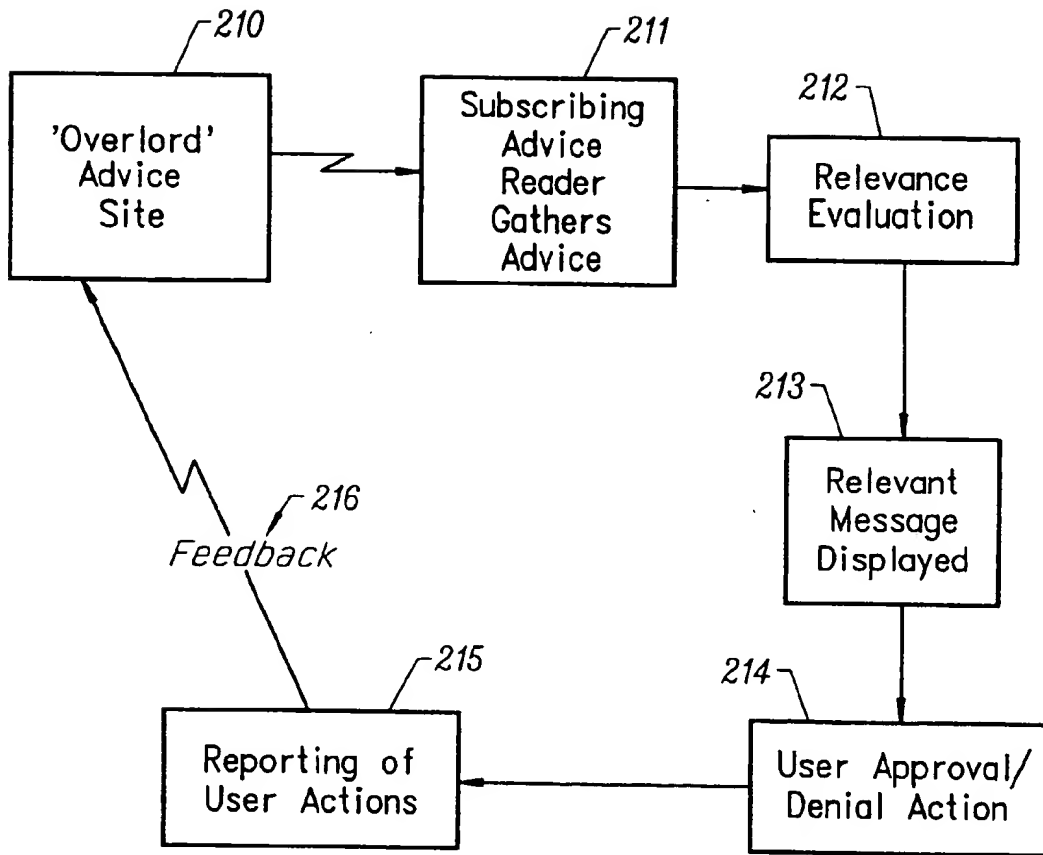 210
'Overlord'
Advice
Site
211
Subscribing
Advice
Reader
Gathers
Advice
212
Relevance
Evaluation
213
Relevant
Message
Displayed
214
User Approval/
Denial Action
215
Reporting of
User Actions
216
Feedback